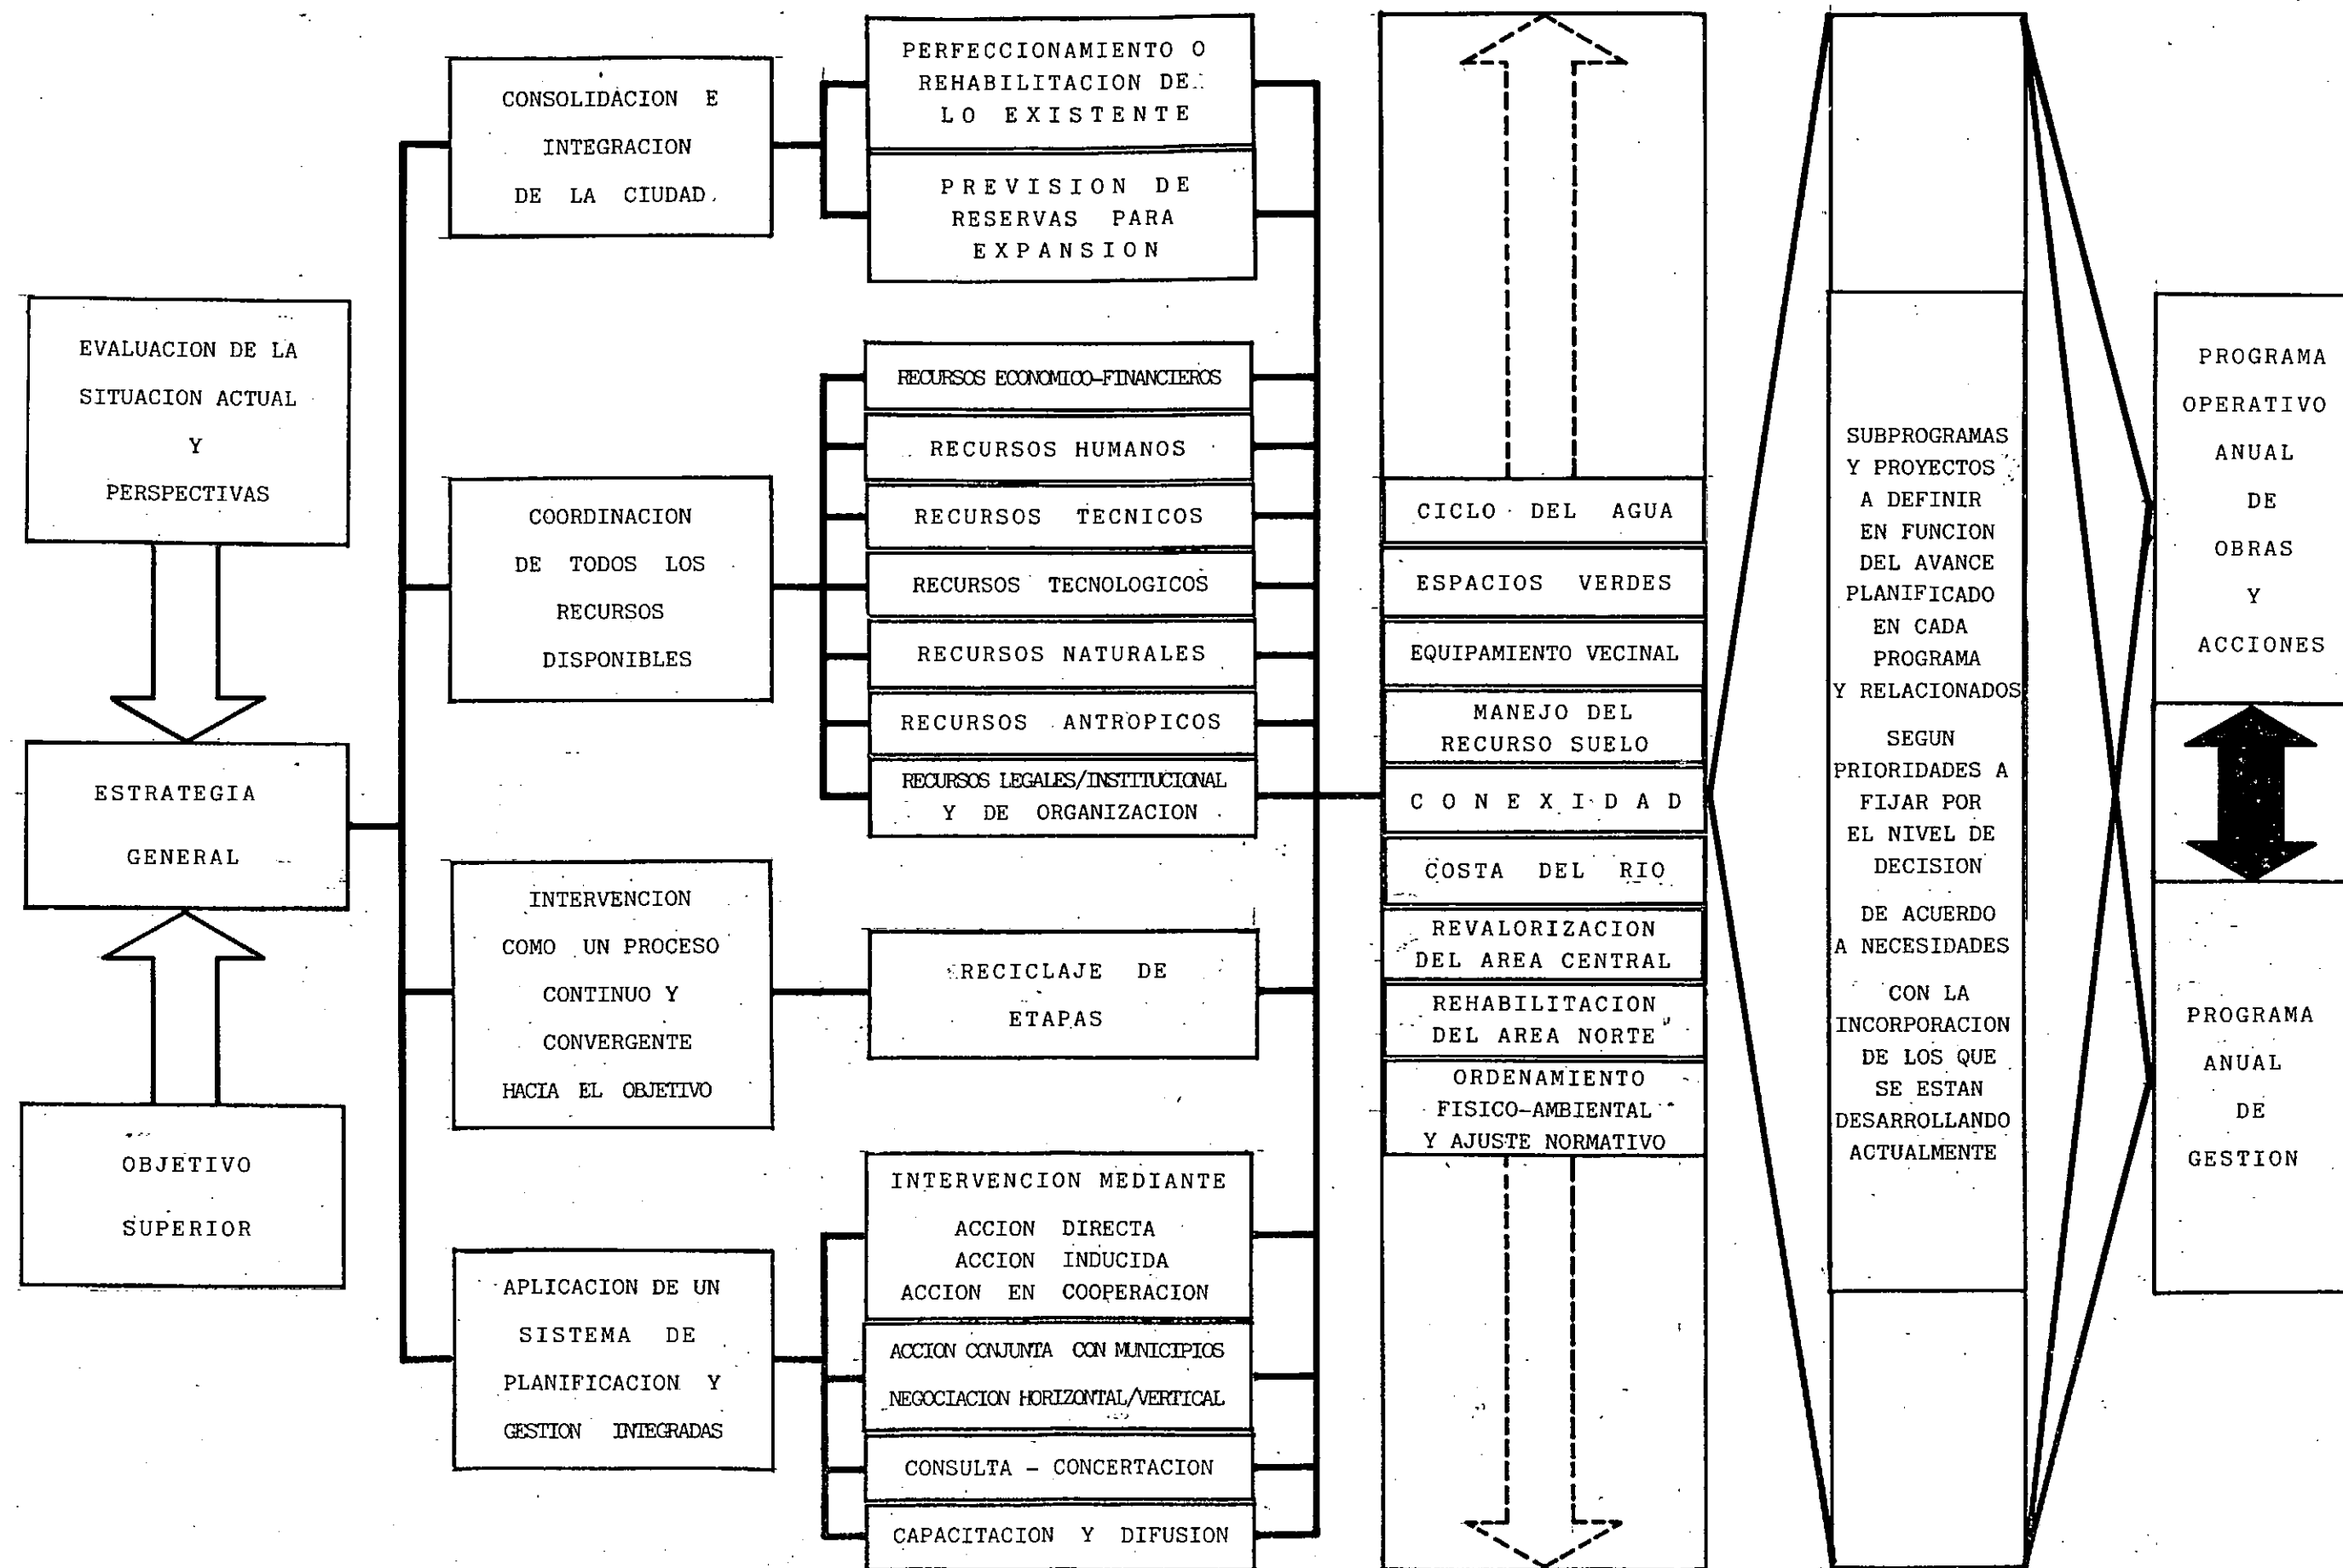 EVALUACION DE LA
SITUACION ACTUAL
Y
PERSPECTIVAS
ESTRATEGIA
GENERAL
OBJETIVO
SUPERIOR
CONSOLIDACION E
INTEGRACION
DE LA CIUDAD
COORDINACION
DE TODOS LOS
RECURSOS
DISPONIBLES
INTERVENCION
COMO UN PROCESO
CONTINUO Y
CONVERGENTE
HACIA EL OBJETIVO
APLICACION DE UN
SISTEMA DE
PLANIFICACION Y
GESTION INTEGRADAS
PERFECCIONAMIENTO O
REHABILITACION DE
LO EXISTENTE
PREVISION DE
RESERVAS PARA
EXPANSION
RECURSOS ECONOMICO-FINANCIEROS
RECURSOS HUMANOS
RECURSOS TECNICOS
RECURSOS TECNOLOGICOS
RECURSOS NATURALES
RECURSOS ANTROPICOS
RECURSOS LEGALES/INSTITUCIONAL
Y DE ORGANIZACION
RECICLAJE DE
ETAPAS
INTERVENCION MEDIANTE
ACCION DIRECTA
ACCION INDUCIDA
ACCION EN COOPERACION
ACCION CONJUNTA CON MUNICIPIOS
NEGOCIACION HORIZONTAL/VERTICAL
CONSULTA - CONCERTACION
CAPACITACION Y DIFUSION
CICLO DEL AGUA
ESPACIOS VERDES
EQUIPAMIENTO VECINAL
MANEJO DEL
RECURSO SUELO
CONEXIDAD
COSTA DEL RIO
REVALORIZACION
DEL AREA CENTRAL
REHABILITACION
DEL AREA NORTE
ORDENAMIENTO
FISICO-AMBIENTAL
Y AJUSTE NORMATIVO
SUBPROGRAMAS
Y PROYECTOS
A DEFINIR
EN FUNCION
DEL AVANCE
PLANIFICADO
EN CADA
PROGRAMA
Y RELACIONADOS
SEGUN
PRIORIDADES A
FIJAR POR
EL NIVEL DE
DECISION
DE ACUERDO
A NECESIDADES
CON LA
INCORPORACION
DE LOS QUE
SE ESTAN
DESARROLLANDO
ACTUALMENTE
PROGRAMA
OPERATIVO
ANUAL
DE
OBRAS
Y
ACCIONES
PROGRAMA
ANUAL
DE
GESTION